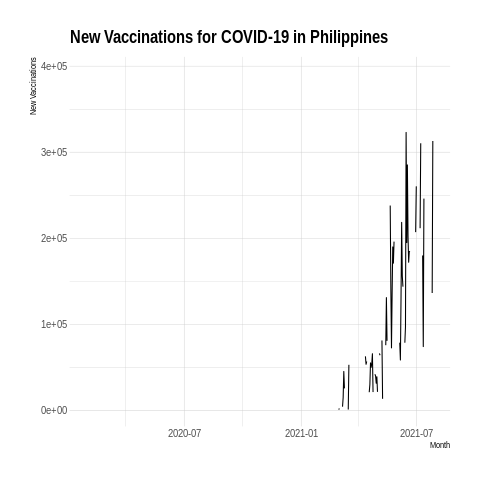 New Vaccinations for COVID-19 in Philippines
New Vaccinations
4e+05
3e+05
2e+05
1e+05
0e+00
2020-07
2021-01
2021-07
Month